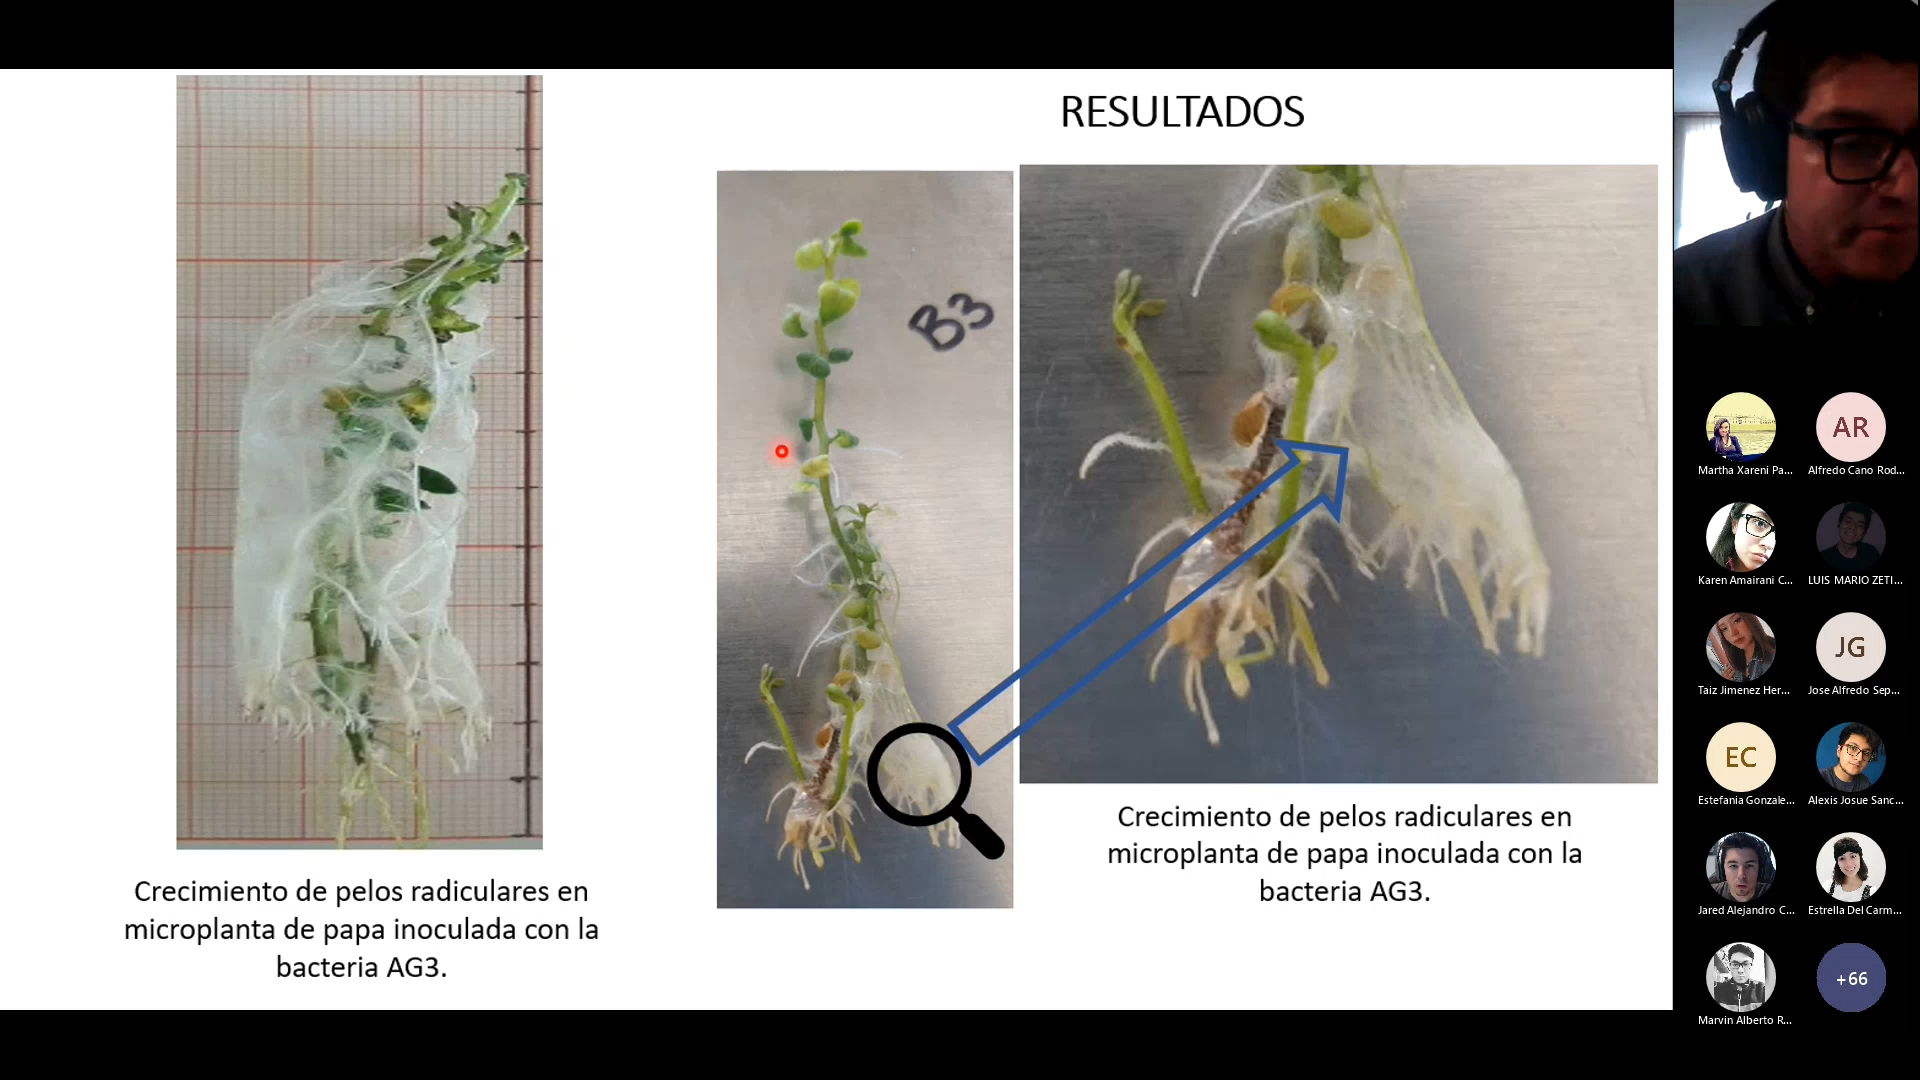 RESULTADOS
B3
Crecimiento de pelos radiculares en
microplanta de papa inoculada con la
bacteria AG3.
Crecimiento de pelos radiculares en
microplanta de papa inoculada con la
bacteria AG3.
Martha Xareni Pa...
AR
Alfredo Cano Rod...
Karen Amairani C...
LUIS MARIO ZETI...
Taiz Jimenez Her...
JG
Jose Alfredo Sep...
EC
Estefania Gonzale...
Alexis Josue Sanc...
Jared Alejandro C...
Estrella Del Carm...
Marvin Alberto R...
+66